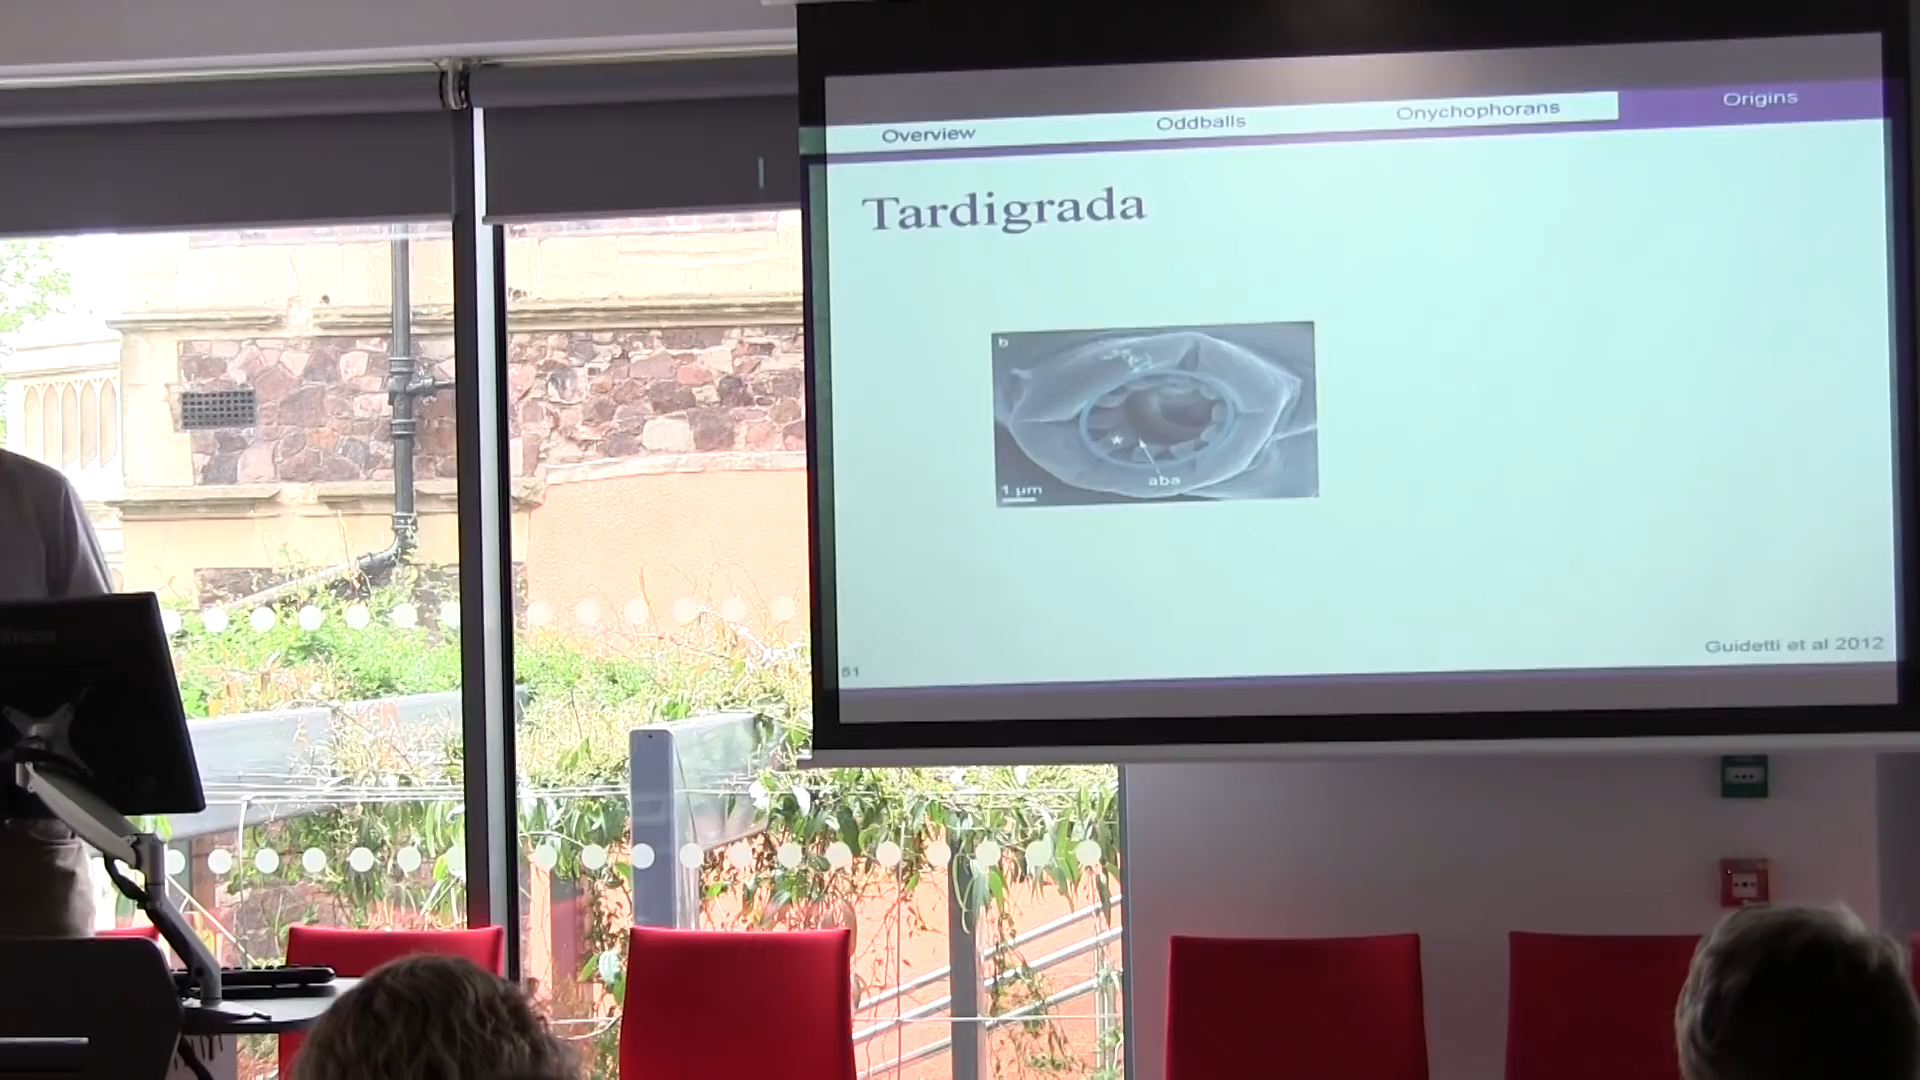 Overview Oddballs Onychophorans Origins
Tardigrada
b
*
aba
1 µm
Guidetti et al 2012
51